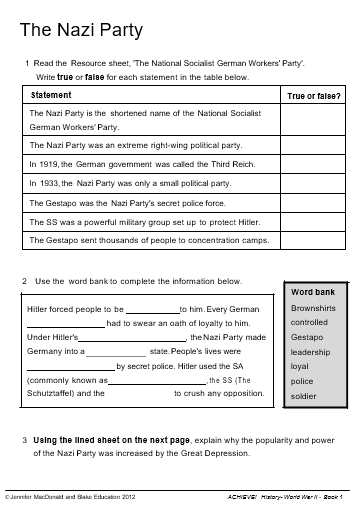 The Nazi Party
1 Read the Resource sheet, 'The National Socialist German Workers' Party'.
Write true or false for each statement in the table below.
Statement True or false?
The Nazi Party is the shortened name of the National Socialist
German Workers' Party.
The Nazi Party was an extreme right-wing political party.
In 1919, the German government was called the Third Reich.
In 1933, the Nazi Party was only a small political party.
The Gestapo was the Nazi Party's secret police force.
The SS was a powerful military group set up to protect Hitler.
The Gestapo sent thousands of people to concentration camps.
2 Use the word bank to complete the information below.
Hitler forced people to be ____________ to him. Every German
________________ had to swear an oath of loyalty to him.
Under Hitler's ________________, the Nazi Party made
Germany into a ________________ state. People's lives were
________________ by secret police. Hitler used the SA
(commonly known as ________________, the SS (The
Schutztaffel) and the ________________ to crush any opposition.
Word bank
Brownshirts
controlled
Gestapo
leadership
loyal
police
soldier
3 Using the lined sheet on the next page, explain why the popularity and power
of the Nazi Party was increased by the Great Depression.
©Jennifer MacDonald and Blake Education 2012 ACHIEVE! History-World War II - Book 1